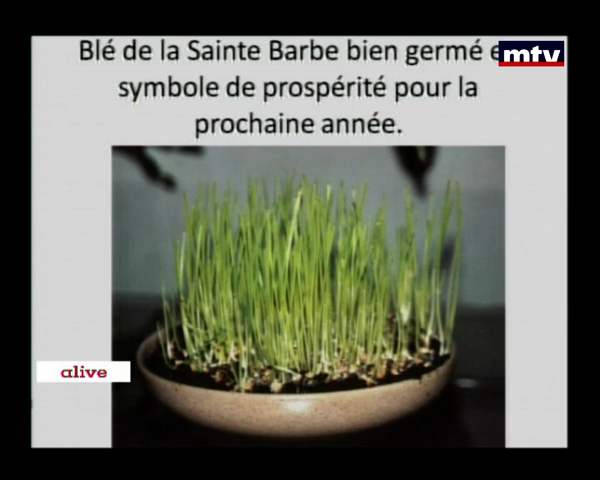 Blé de la Sainte Barbe bien germé
mtv
symbole de prospérité pour la
prochaine année.
alive